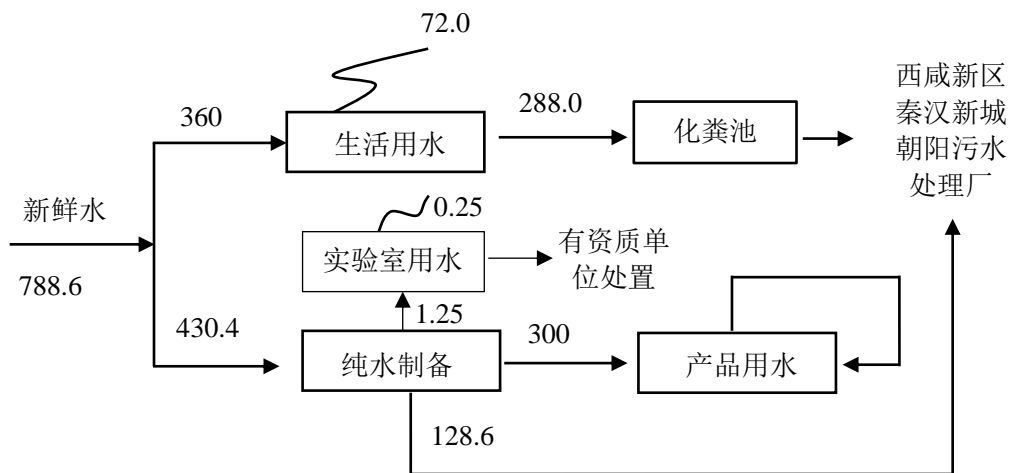 72.0
西咸新区
秦汉新城
朝阳污水
处理厂
360
生活用水
288.0
化粪池
新鲜水
788.6
0.25
实验室用水
有资质单
位处置
1.25
430.4
纯水制备
300
产品用水
128.6